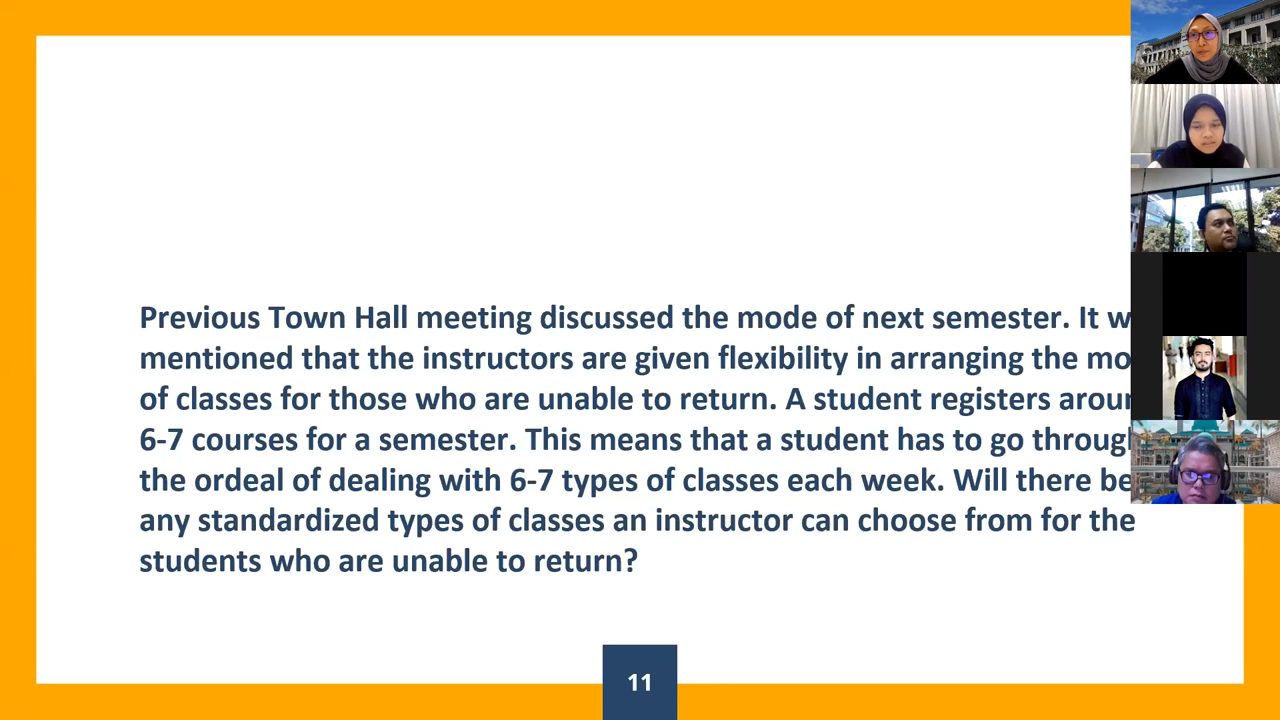 Previous Town Hall meeting discussed the mode of next semester. It w
mentioned that the instructors are given flexibility in arranging the mo
of classes for those who are unable to return. A student registers arou
6-7 courses for a semester. This means that a student has to go through
the ordeal of dealing with 6-7 types of classes each week. Will there be
any standardized types of classes an instructor can choose from for the
students who are unable to return?
11